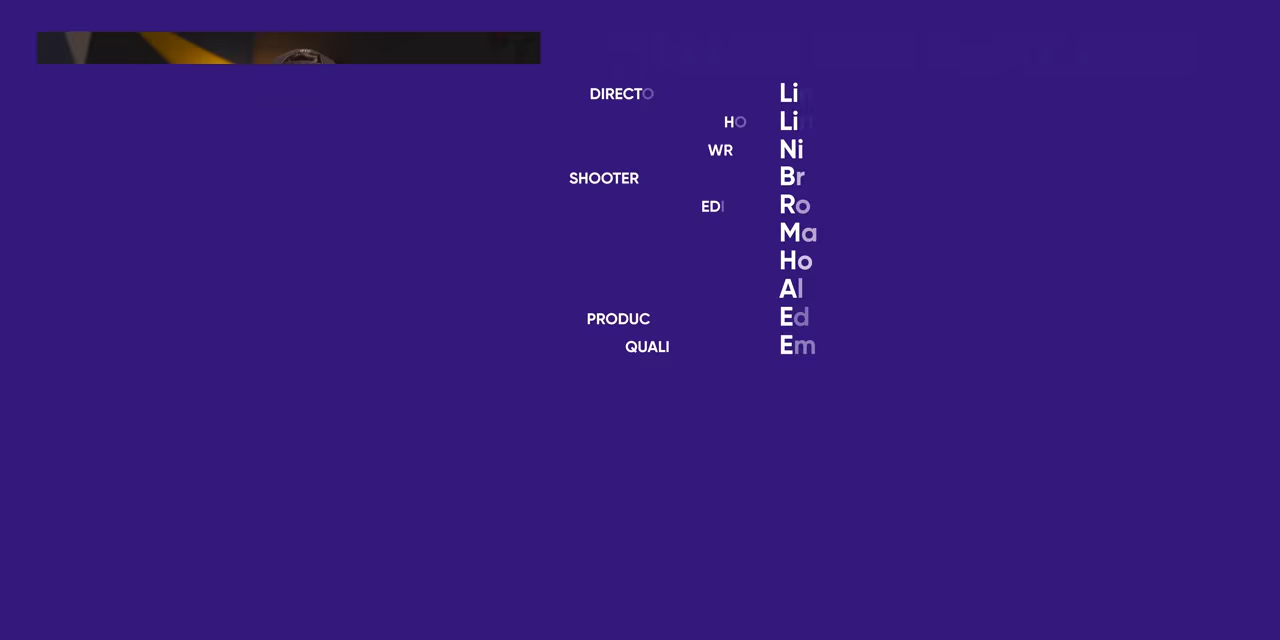 DIRECTO Li
HO Li
WR Ni
SHOOTER Br
EDI Ro
Ma
Ho
Al
PRODUC Ed
QUALI Em